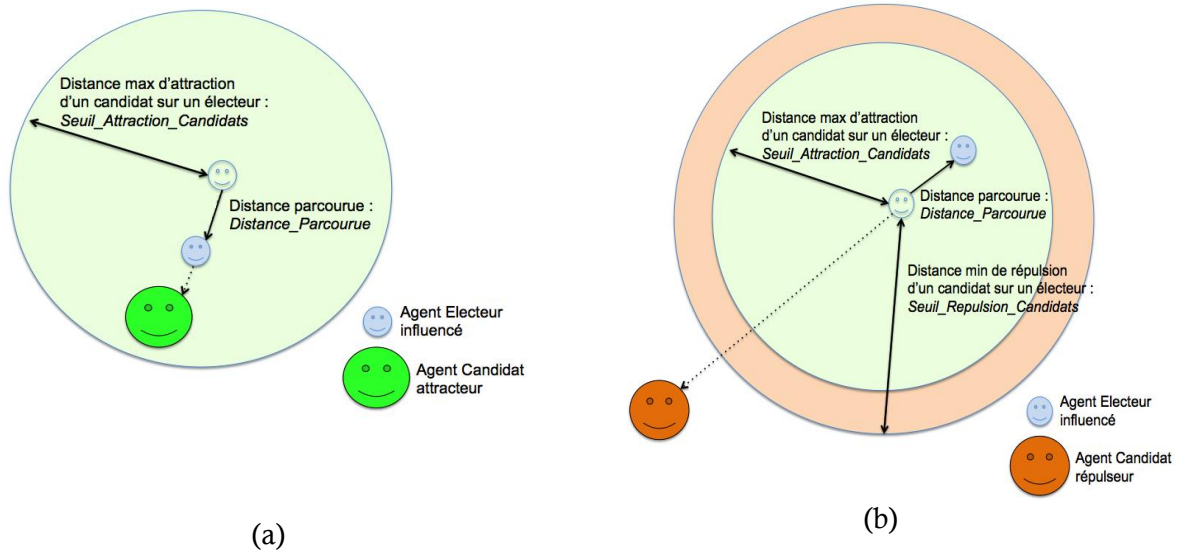 Distance max d'attraction
d'un candidat sur un électeur :
Seuil_Attraction_Candidats
Distance parcourue :
Distance_Parcourue
Agent Electeur
influencé
Agent Candidat
attracteur
(a)
Distance max d'attraction
d'un candidat sur un électeur :
Seuil_Attraction_Candidats
Distance parcourue :
Distance_Parcourue
Distance min de répulsion
d'un candidat sur un électeur :
Seuil_Repulsion_Candidats
Agent Electeur
influencé
Agent Candidat
répulseur
(b)